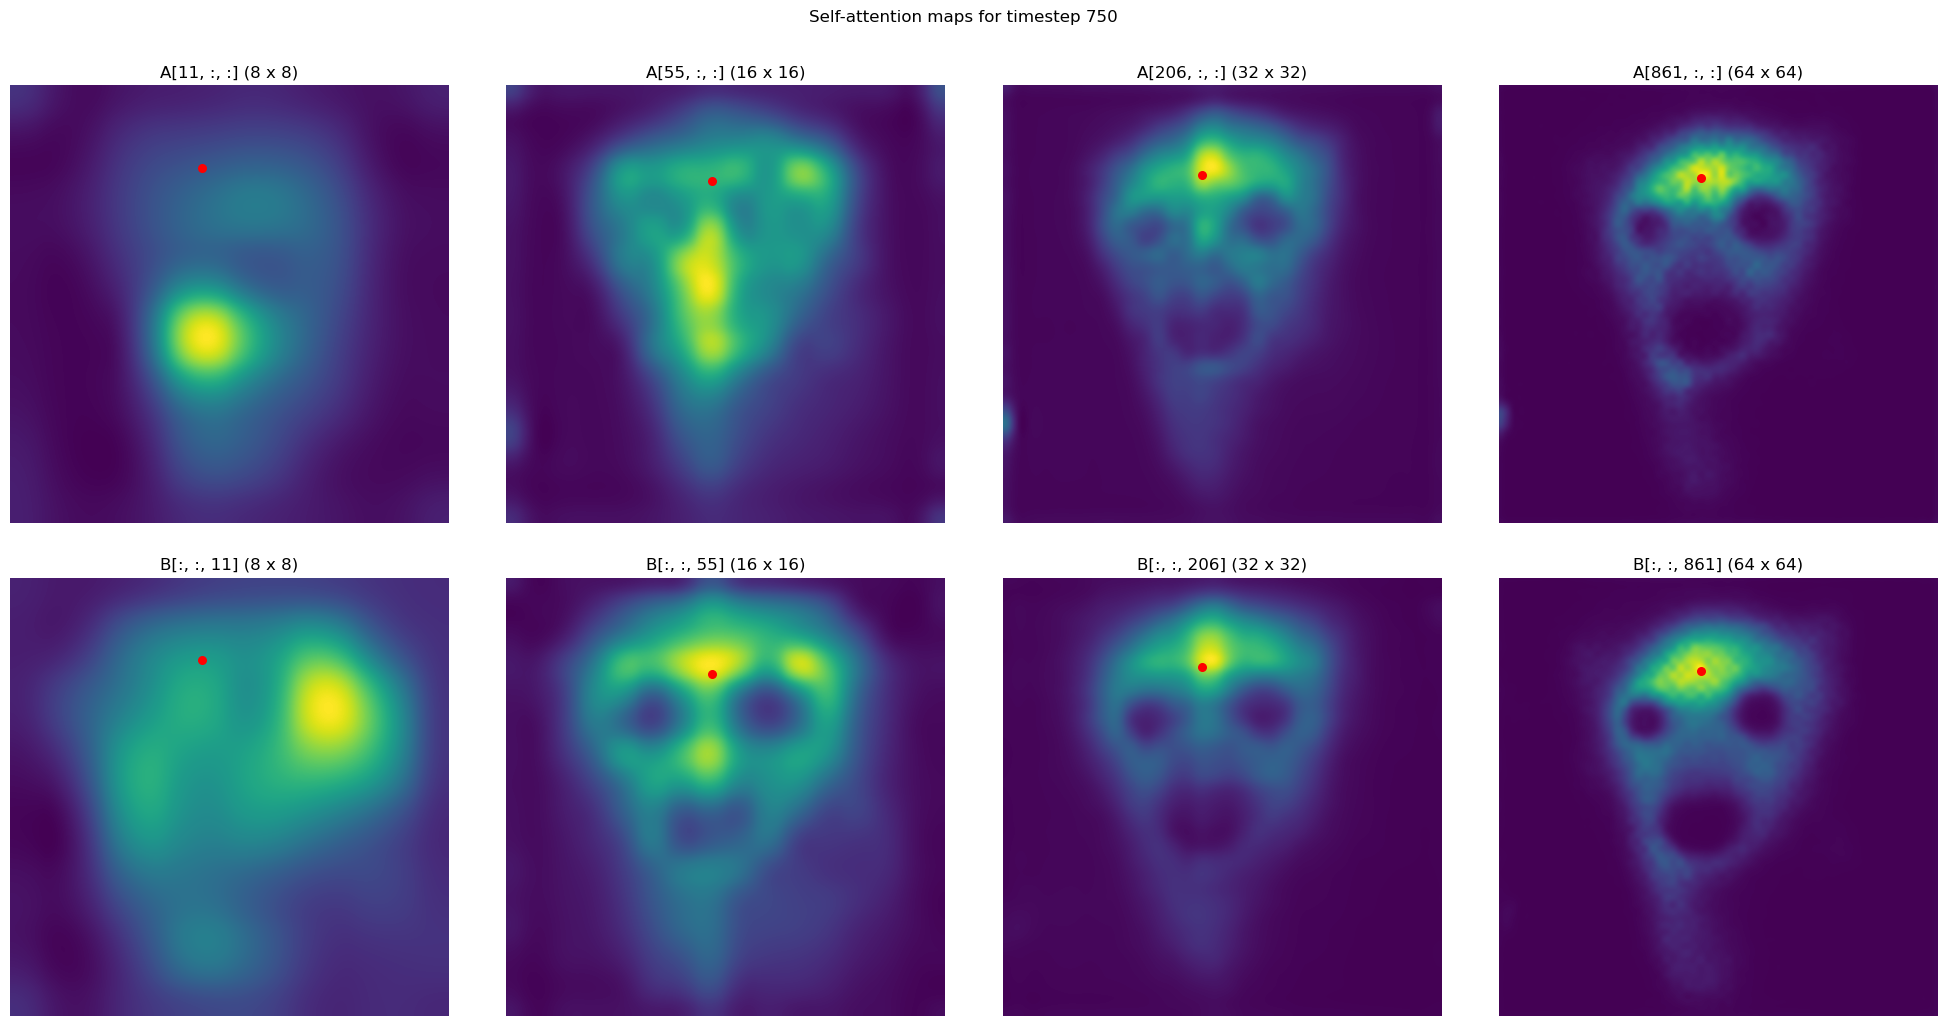 Self-attention maps for timestep 750
A[11, :, :] (8 x 8)
A[55, :, :] (16 x 16)
A[206, :, :] (32 x 32)
A[861, :, :] (64 x 64)
B[:, :, 11] (8 x 8)
B[:, :, 55] (16 x 16)
B[:, :, 206] (32 x 32)
B[:, :, 861] (64 x 64)